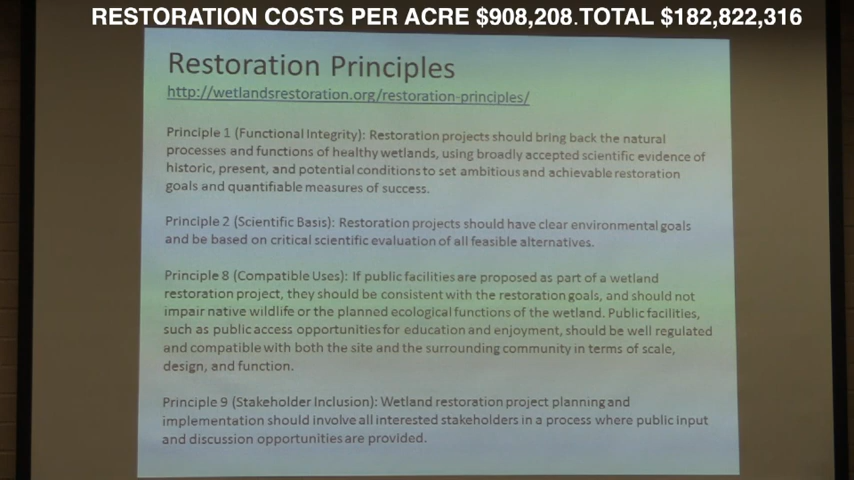 RESTORATION COSTS PER ACRE $908,208.TOTAL $182,822,316
Restoration Principles
http://wetlandsrestoration.org/restoration-principles/
Principle 1 (Functional Integrity): Restoration projects should bring back the natural
processes and functions of healthy wetlands, using broadly accepted scientific evidence of
historic, present, and potential conditions to set ambitious and achievable restoration
goals and quantifiable measures of success.
Principle 2 (Scientific Basis): Restoration projects should have clear environmental goals
and be based on critical scientific evaluation of all feasible alternatives.
Principle 8 (Compatible Uses): If public facilities are proposed as part of a wetland
restoration project, they should be consistent with the restoration goals, and should not
impair native wildlife or the planned ecological functions of the wetland. Public facilities,
such as public access opportunities for education and enjoyment, should be well regulated
and compatible with both the site and the surrounding community in terms of scale,
design, and function.
Principle 9 (Stakeholder Inclusion): Wetland restoration project planning and
implementation should involve all interested stakeholders in a process where public input
and discussion opportunities are provided.